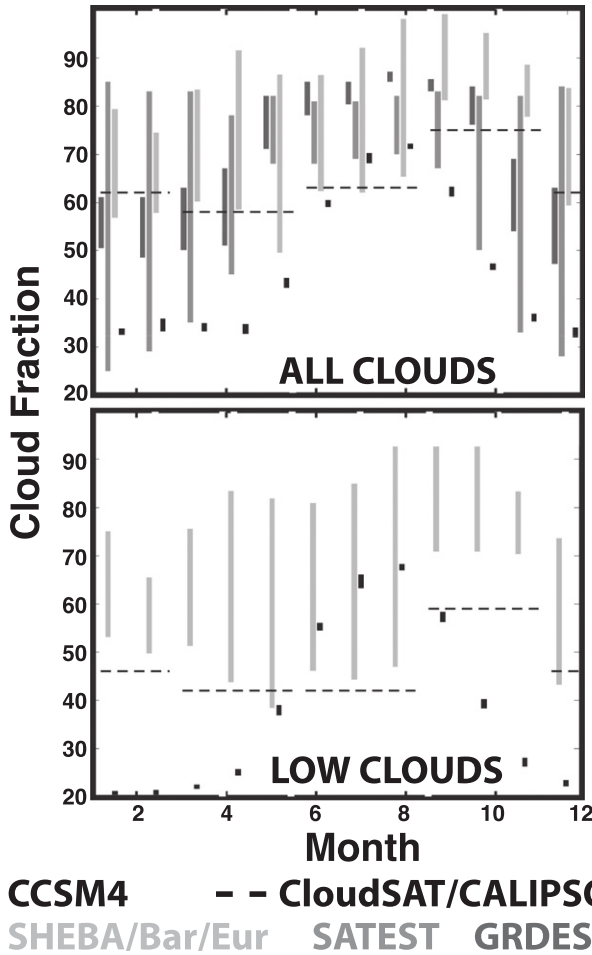 90
80
70
60
50
40
30
20
ALL CLOUDS
Cloud Fraction
90
80
70
60
50
40
30
20
LOW CLOUDS
2 4 6 8 10 12
Month
CCSM4 -- CloudSAT/CALIPSO
SHEBA/Bar/Eur SATEST GRDES